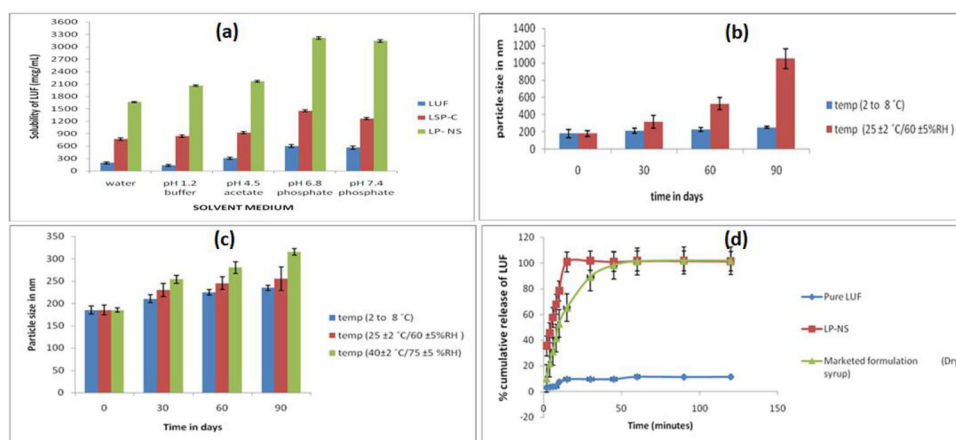 (a)
Solubility of LUF (mcg/mL)
3600
3300
3000
2700
2400
2100
1800
1500
1200
900
600
300
0
water
pH 1.2
buffer
pH 4.5
acetate
pH 6.8
phosphate
pH 7.4
phosphate
SOLVENT MEDIUM
LUF
LSP-C
LP- NS
(b)
particle size in nm
1400
1200
1000
800
600
400
200
0
0
30
60
90
time in days
temp (2 to 8 ˚C)
temp (25 ±2 ˚C/60 ±5%RH)
(c)
Particle size in nm
350
300
250
200
150
100
50
0
0
30
60
90
Time in days
temp (2 to 8 ˚C)
temp (25 ±2 ˚C/60 ±5%RH )
temp (40±2 ˚C/75 ±5 %RH)
(d)
% cumulative release of LUF
120
100
80
60
40
20
0
0
50
100
150
Time (minutes)
Pure LUF
LP-NS
Marketed formulation (Dry
syrup)